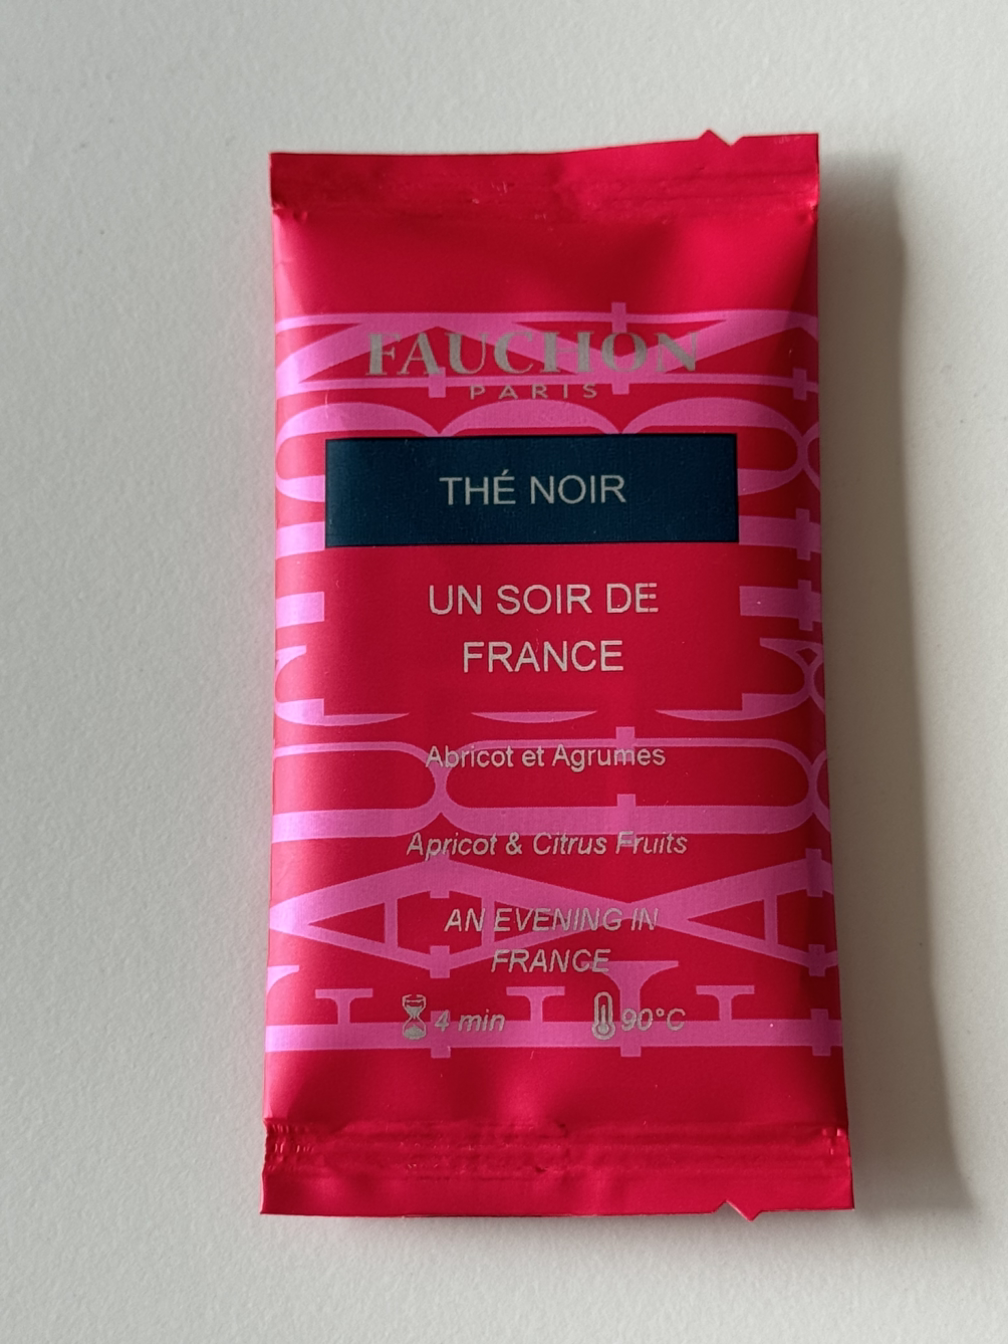 FAUCHON
PARIS
THÉ NOIR
UN SOIR DE
FRANCE
Abricot et Agrumes
Apricot & Citrus Fruits
AN EVENING IN
FRANCE
4 min 90°C